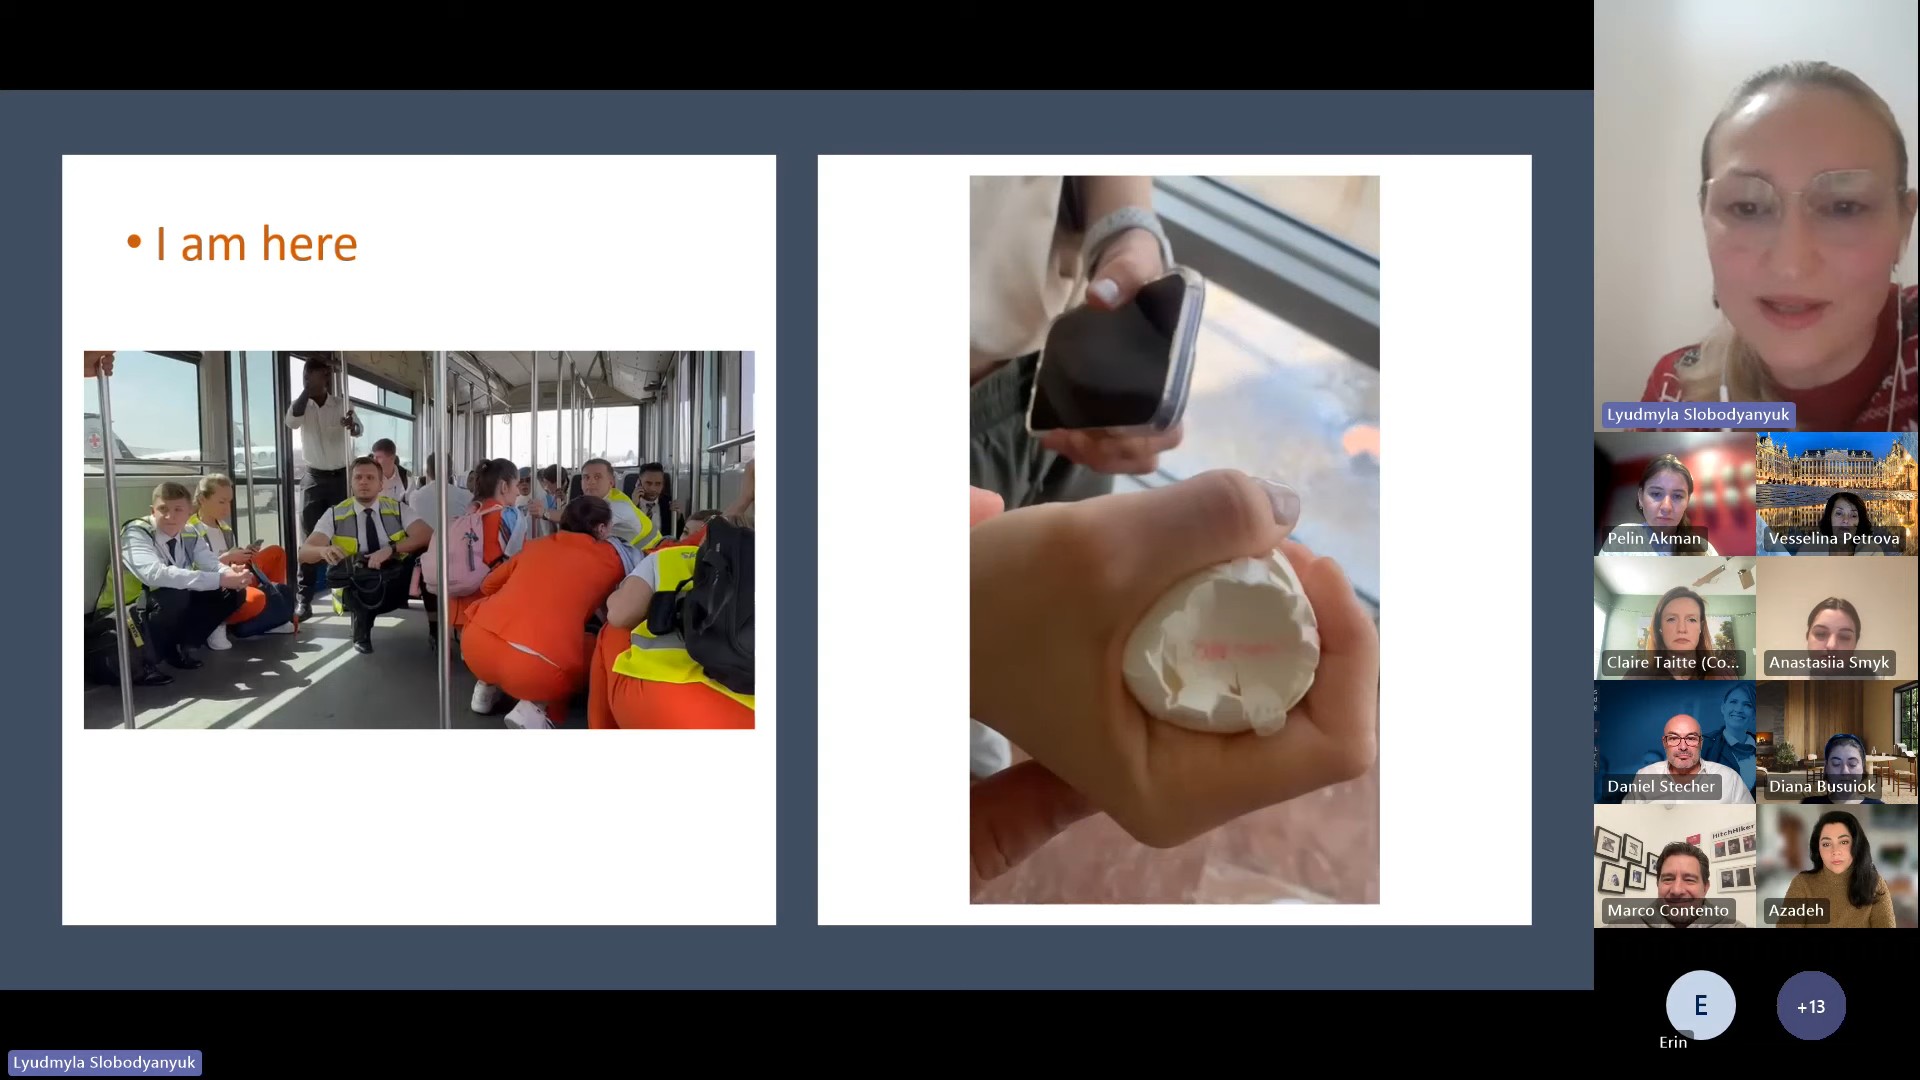 • I am here
Lyudmyla Slobodyanyuk
Pelin Akman
Vesselina Petrova
Claire Taitte (Co...
Anastasiia Smyk
Daniel Stecher
Diana Busuiok
HitchHiker
Marco Contento
Azadeh
E
Erin
+13
Lyudmyla Slobodyanyuk